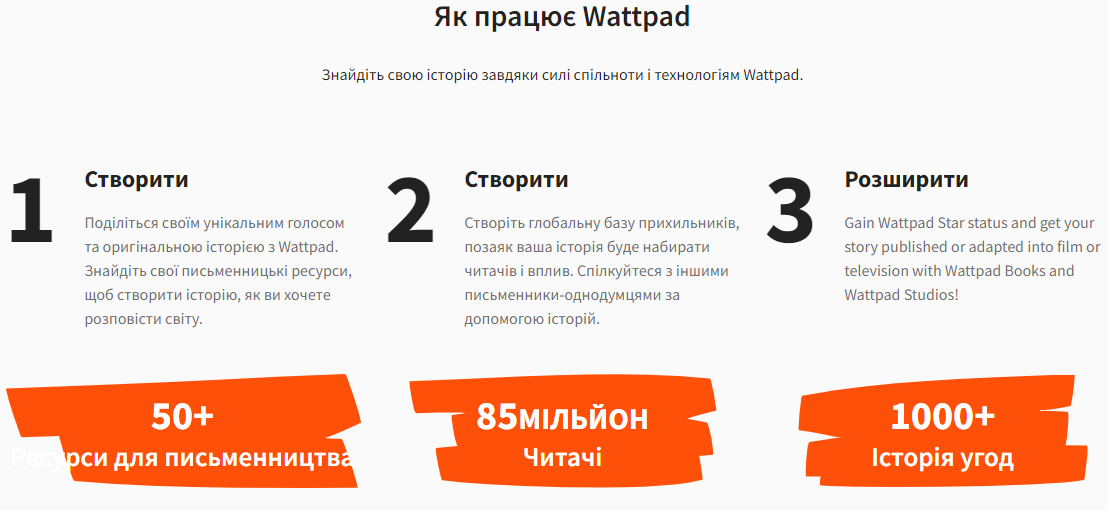 Як працює Wattpad
Знайдіть свою історію завдяки силі спільноти і технологіям Wattpad.
1
Створити
Поділіться своїм унікальним голосом
та оригінальною історією з Wattpad.
Знайдіть свої письменницькі ресурси,
щоб створити історію, як ви хочете
розповісти світу.
2
Створити
Створіть глобальну базу прихильників,
позаяк ваша історія буде набирати
читачів і вплив. Спілкуйтеся з іншими
письменники-однодумцями за
допомогою історій.
3
Розширити
Gain Wattpad Star status and get your
story published or adapted into film or
television with Wattpad Books and
Wattpad Studios!
50+
Ресурси для письменництва
85мільйон
Читачі
1000+
Історія угод